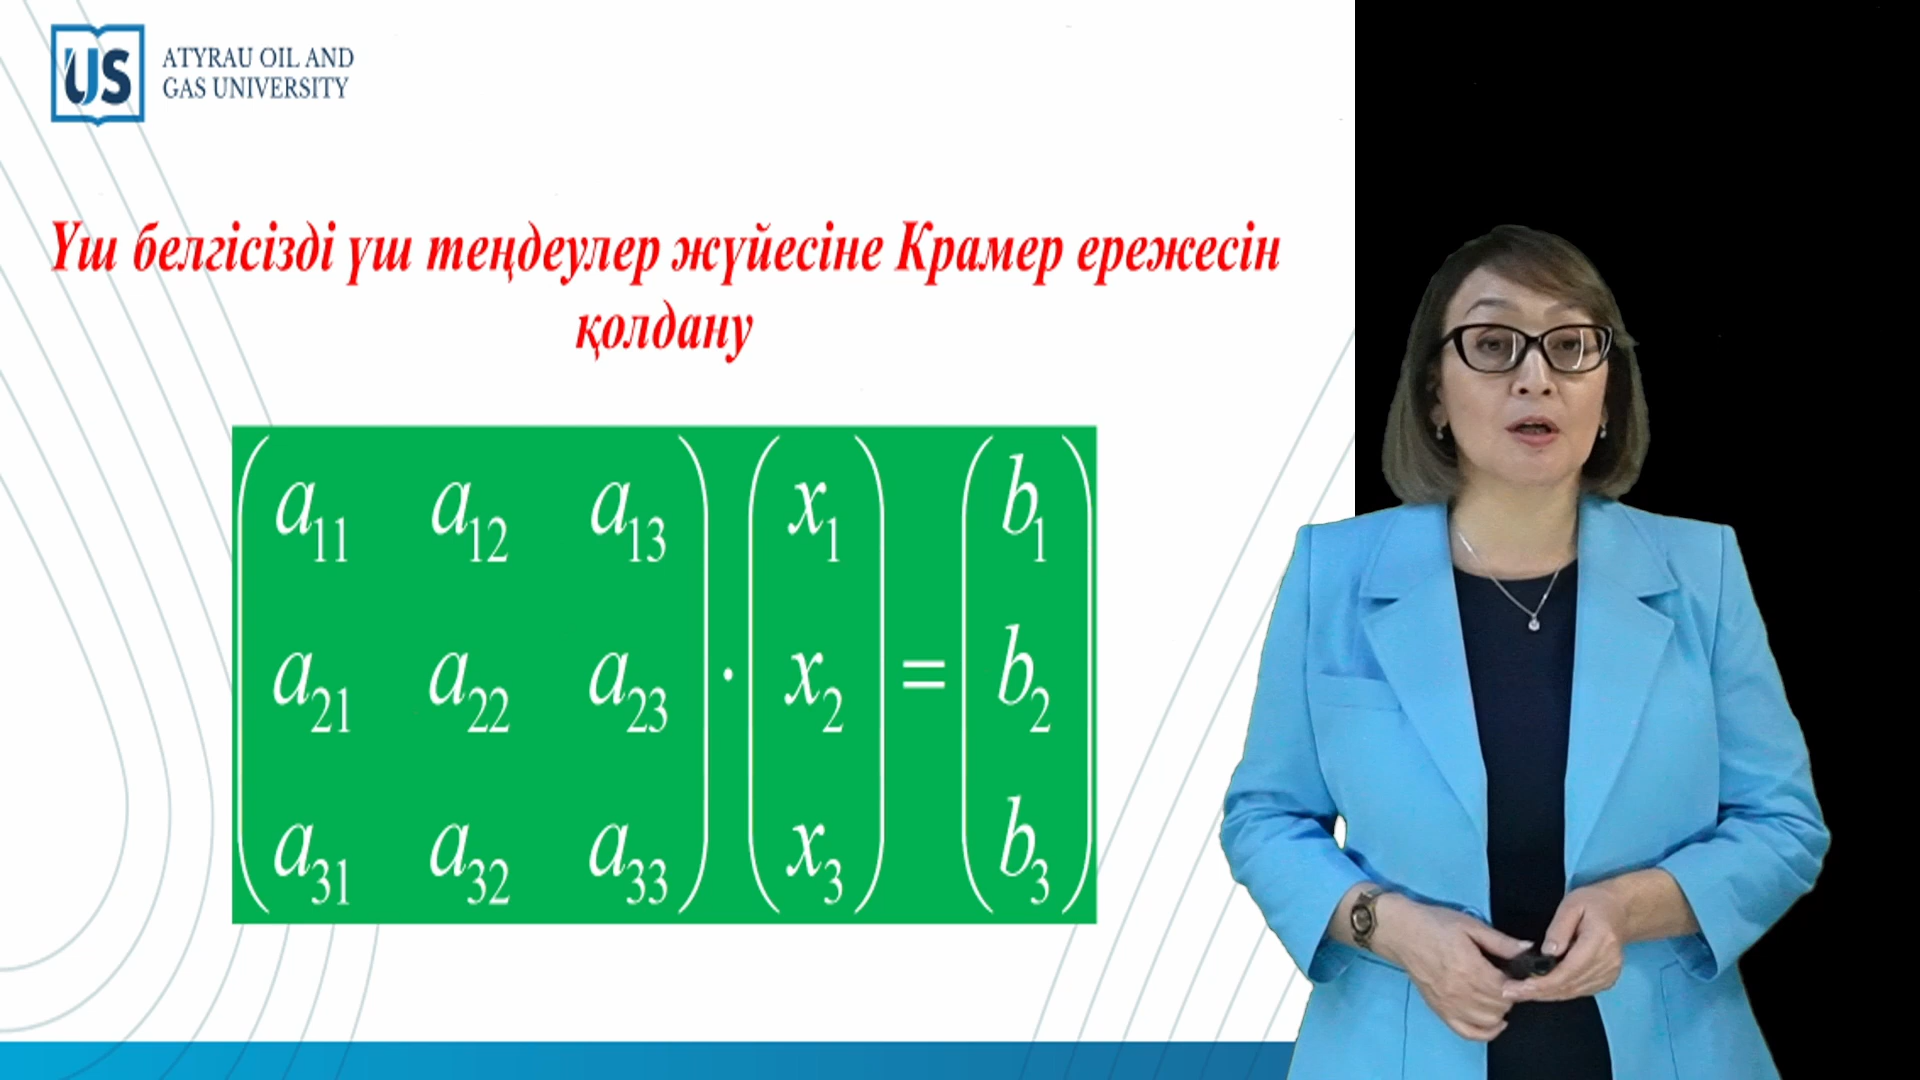 US ATYRAU OIL AND
GAS UNIVERSITY
Үш белгісізді үш теңдеулер жүйесіне Крамер ережесін
қолдану
a₁₁ a₁₂ a₁₃ x₁ b₁
a₂₁ a₂₂ a₂₃ · x₂ = b₂
a₃₁ a₃₂ a₃₃ x₃ b₃